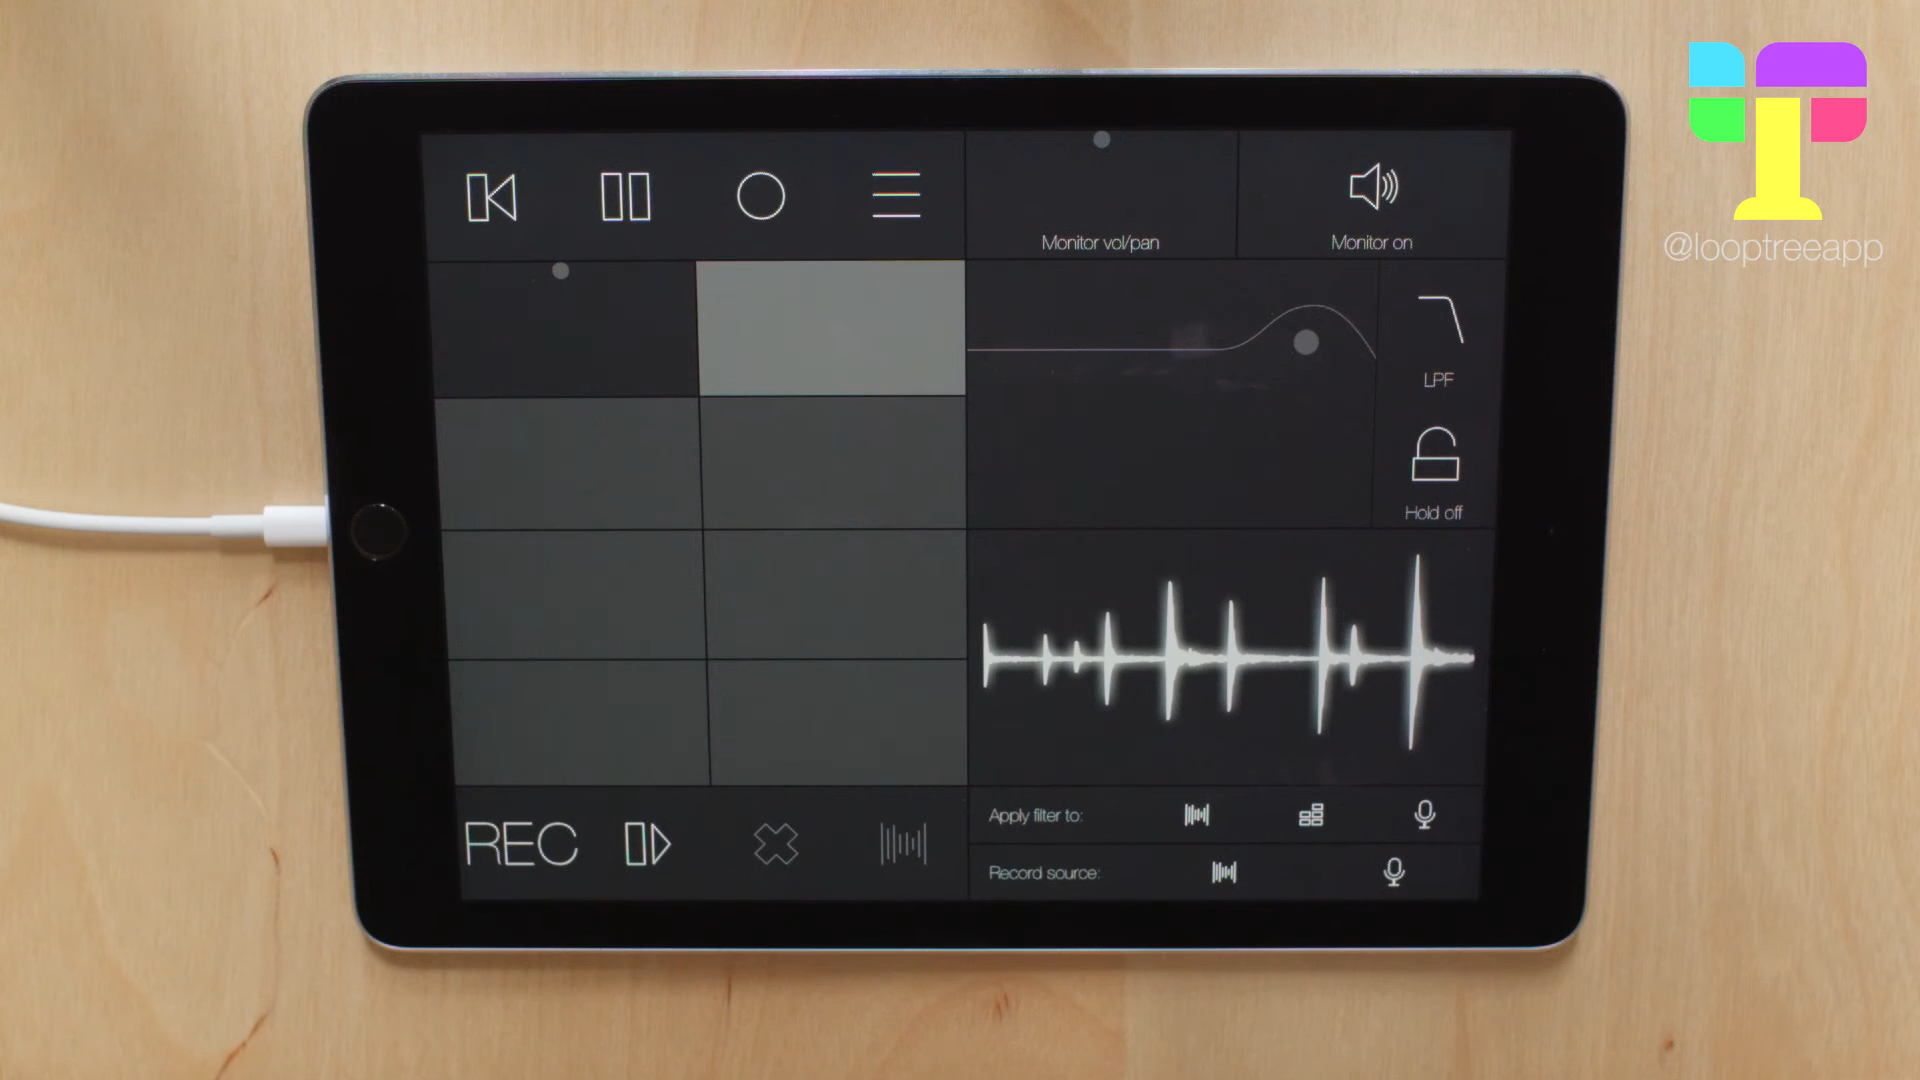 Monitor vol/pan
Monitor on
@looptreeapp
LPF
Hold off
REC
Apply filter to:
Record source: